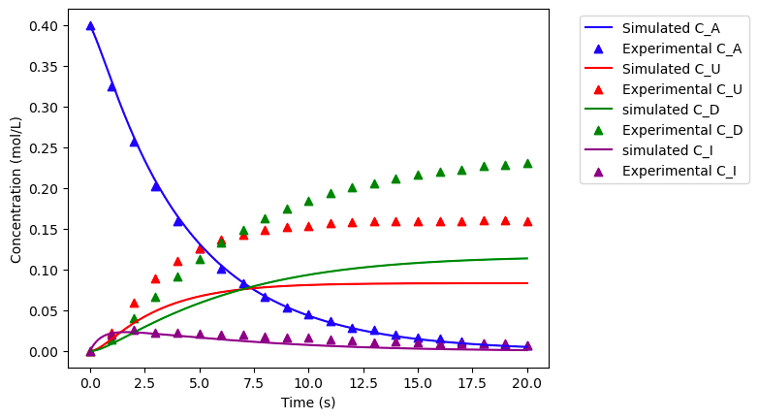 0.40
0.35
0.30
0.25
0.20
0.15
0.10
0.05
0.00
Concentration (mol/L)
0.0 2.5 5.0 7.5 10.0 12.5 15.0 17.5 20.0
Time (s)
Simulated C_A
Experimental C_A
Simulated C_U
Experimental C_U
simulated C_D
Experimental C_D
simulated C_I
Experimental C_I